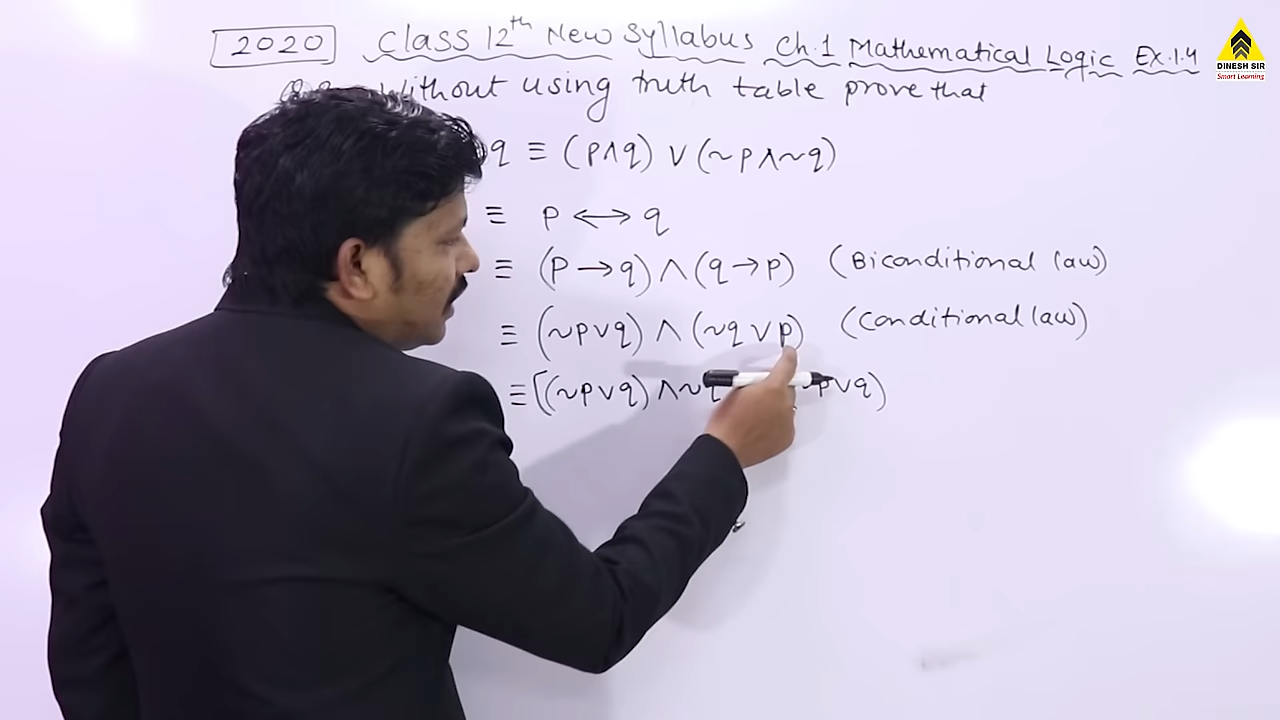 2020 Class 12th New Syllabus Ch.1 Mathematical Logic Ex.1.4
DINESH SIR
Smart Learning
Without using truth table prove that
q ≡ (p∧q) ∨ (~p∧~q)
≡ p ↔ q
≡ (p → q) ∧ (q → p) (Biconditional law)
≡ (~p∨q) ∧ (~q ∨ p) (Conditional law)
≡ [(~p∨q) ∧ ~q p∨q)